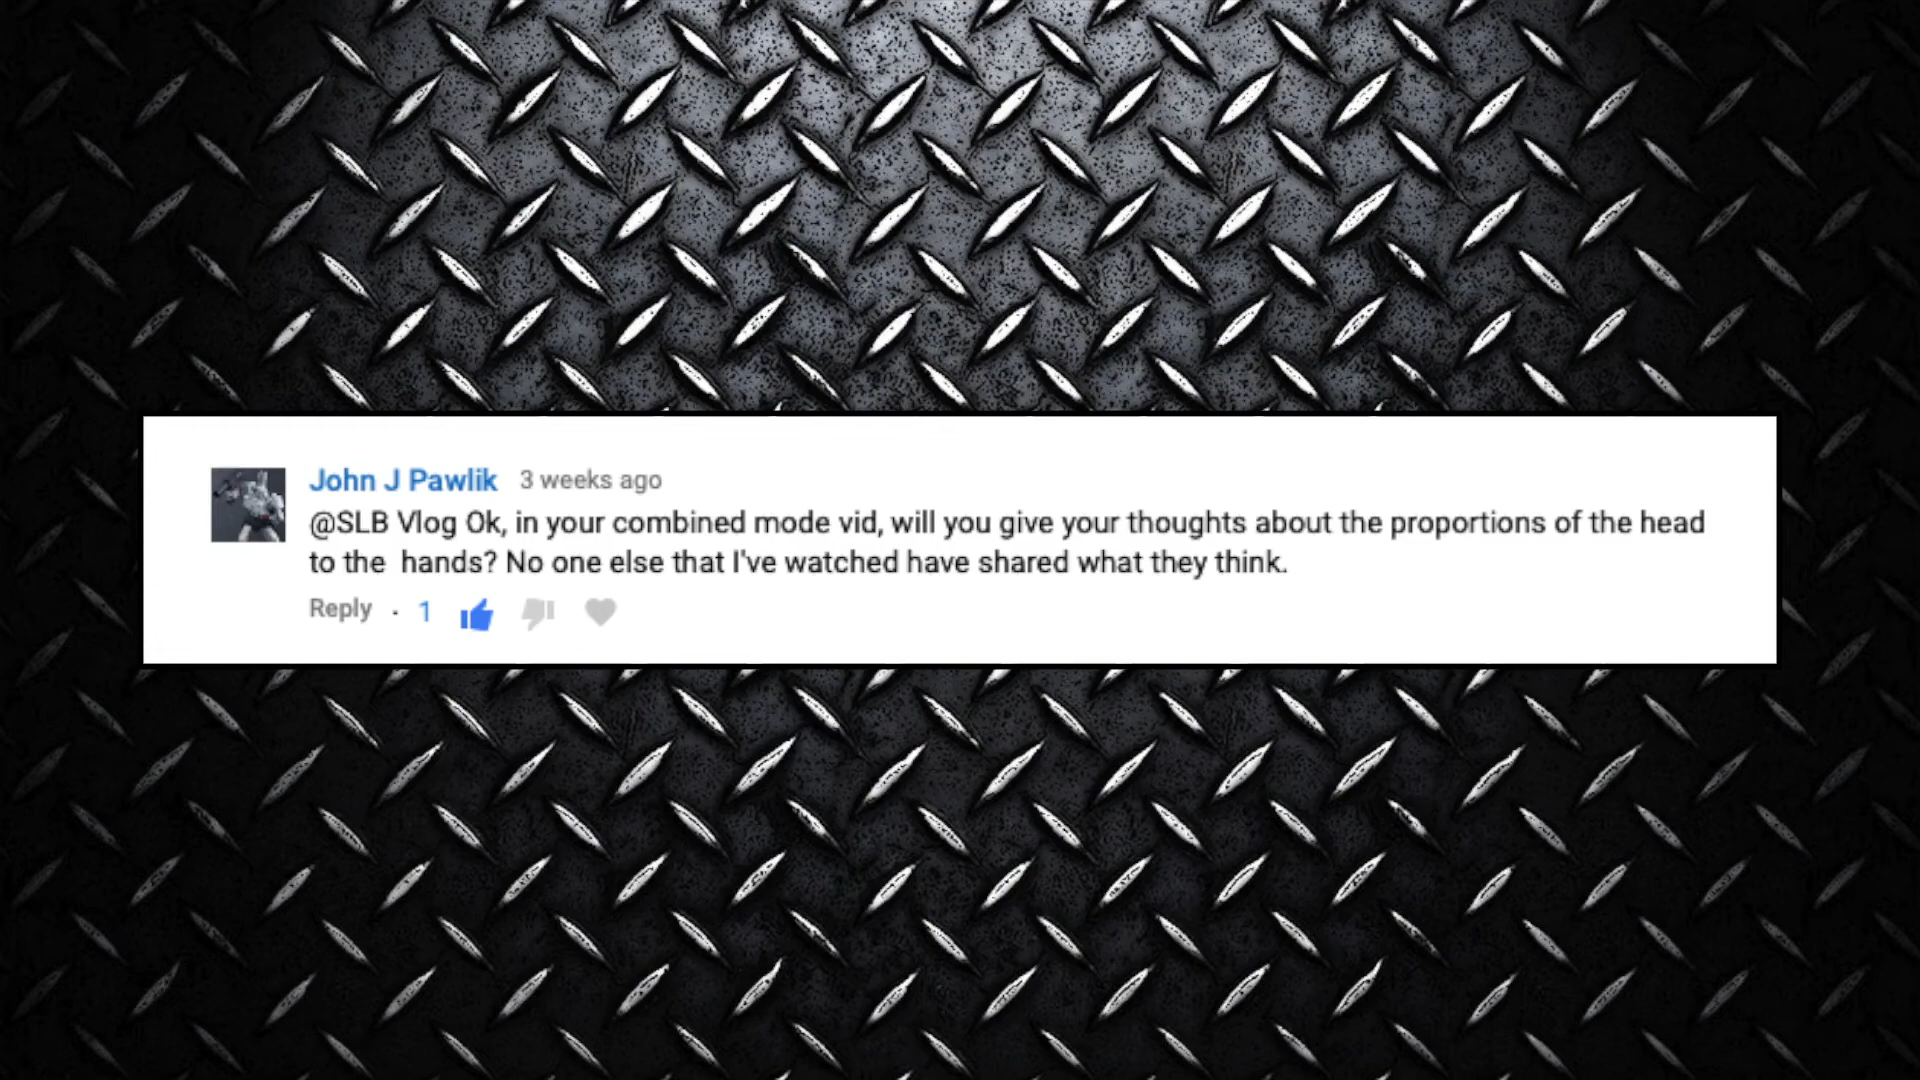 John J Pawlik 3 weeks ago
@SLB Vlog Ok, in your combined mode vid, will you give your thoughts about the proportions of the head
to the  hands? No one else that I've watched have shared what they think.
Reply · 1